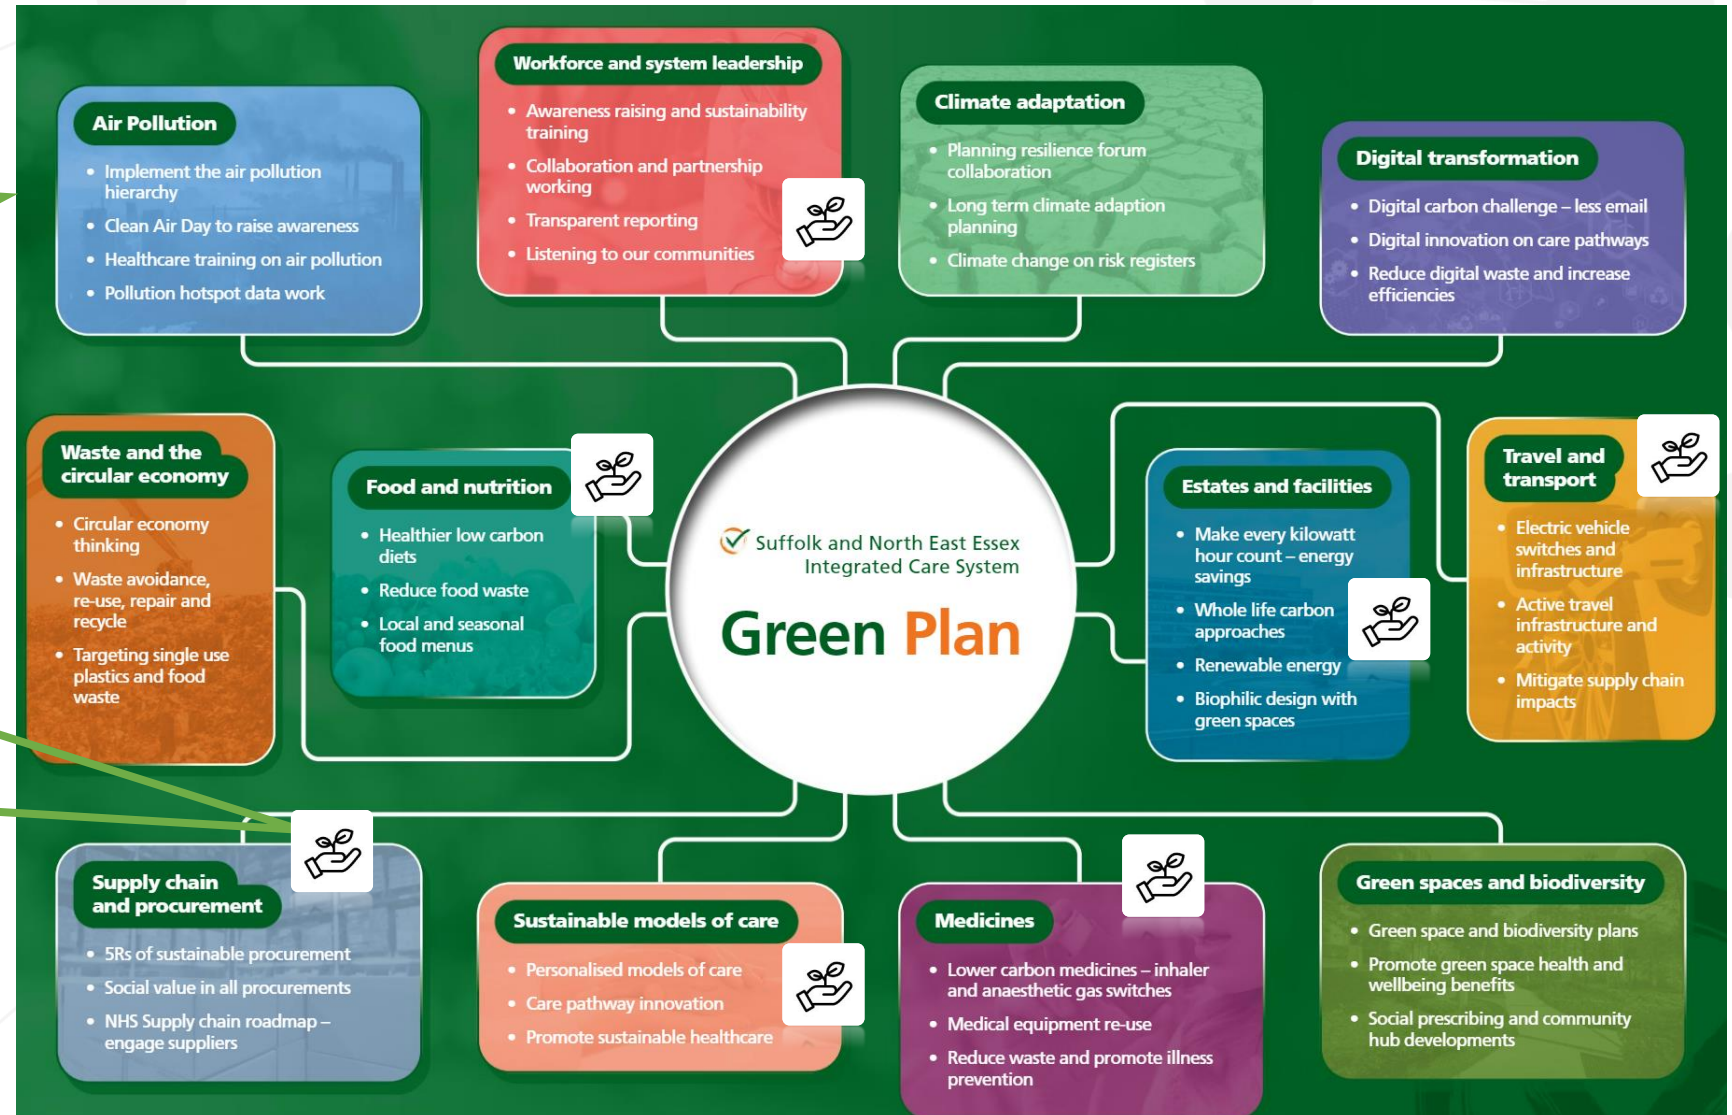 Air Pollution
• Implement the air pollution
hierarchy
• Clean Air Day to raise awareness
• Healthcare training on air pollution
• Pollution hotspot data work
Workforce and system leadership
• Awareness raising and sustainability
training
• Collaboration and partnership
working
• Transparent reporting
• Listening to our communities
Climate adaptation
• Planning resilience forum
collaboration
• Long term climate adaption
planning
• Climate change on risk registers
Digital transformation
• Digital carbon challenge – less email
• Digital innovation on care pathways
• Reduce digital waste and increase
efficiencies
Waste and the
circular economy
• Circular economy
thinking
• Waste avoidance,
re-use, repair and
recycle
• Targeting single use
plastics and food
waste
Food and nutrition
• Healthier low carbon
diets
• Reduce food waste
• Local and seasonal
food menus
Suffolk and North East Essex
Integrated Care System
Green Plan
Estates and facilities
• Make every kilowatt
hour count – energy
savings
• Whole life carbon
approaches
• Renewable energy
• Biophilic design with
green spaces
Travel and
transport
• Electric vehicle
switches and
infrastructure
• Active travel
infrastructure and
activity
• Mitigate supply chain
impacts
Supply chain
and procurement
• 5Rs of sustainable procurement
• Social value in all procurements
• NHS Supply chain roadmap –
engage suppliers
Sustainable models of care
• Personalised models of care
• Care pathway innovation
• Promote sustainable healthcare
Medicines
• Lower carbon medicines – inhaler
and anaesthetic gas switches
• Medical equipment re-use
• Reduce waste and promote illness
prevention
Green spaces and biodiversity
• Green space and biodiversity plans
• Promote green space health and
wellbeing benefits
• Social prescribing and community
hub developments